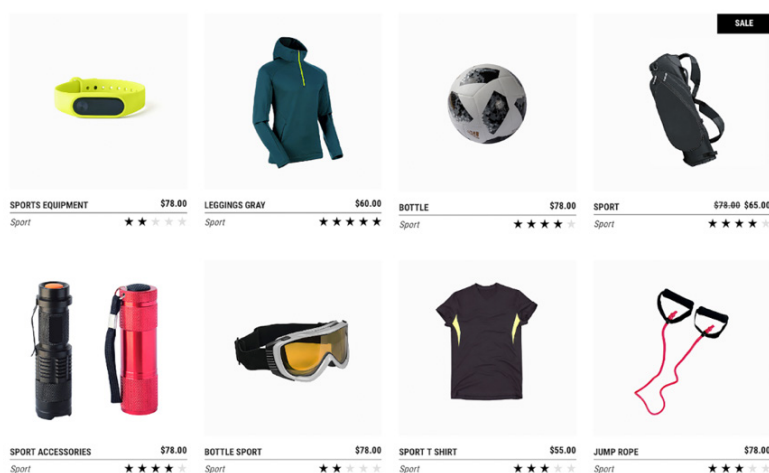 SALE
SPORTS EQUIPMENT $78.00
Sport
LEGGINGS GRAY $60.00
Sport
BOTTLE $78.00
Sport
SPORT $78.00 $65.00
Sport
SPORT ACCESSORIES $78.00
Sport
BOTTLE SPORT $78.00
Sport
SPORT T SHIRT $55.00
Sport
JUMP ROPE $78.00
Sport